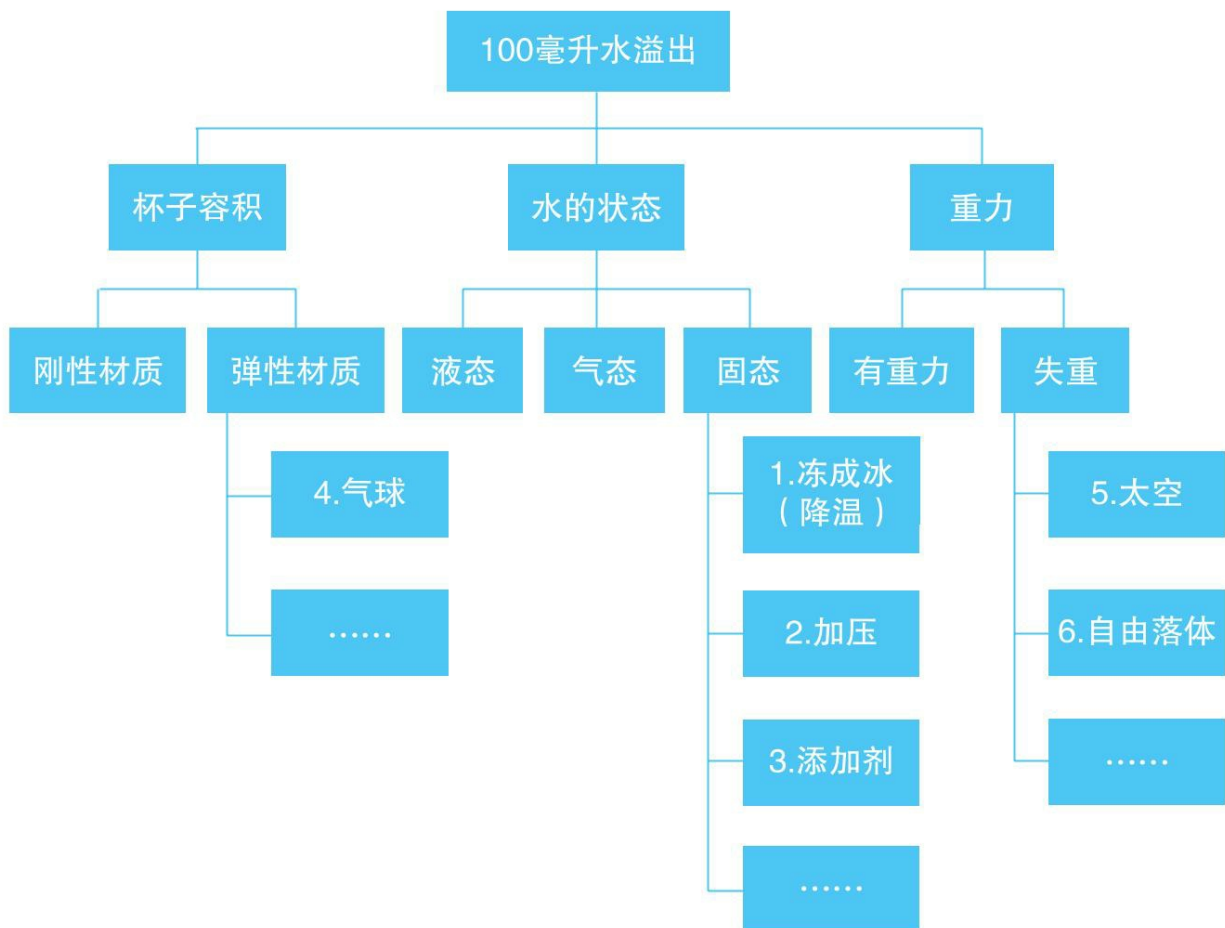 100毫升水溢出
杯子容积
水的状态
重力
刚性材质
弹性材质
液态
气态
固态
有重力
失重
4.气球
……
1.冻成冰
（降温）
2.加压
3.添加剂
……
5.太空
6.自由落体
……